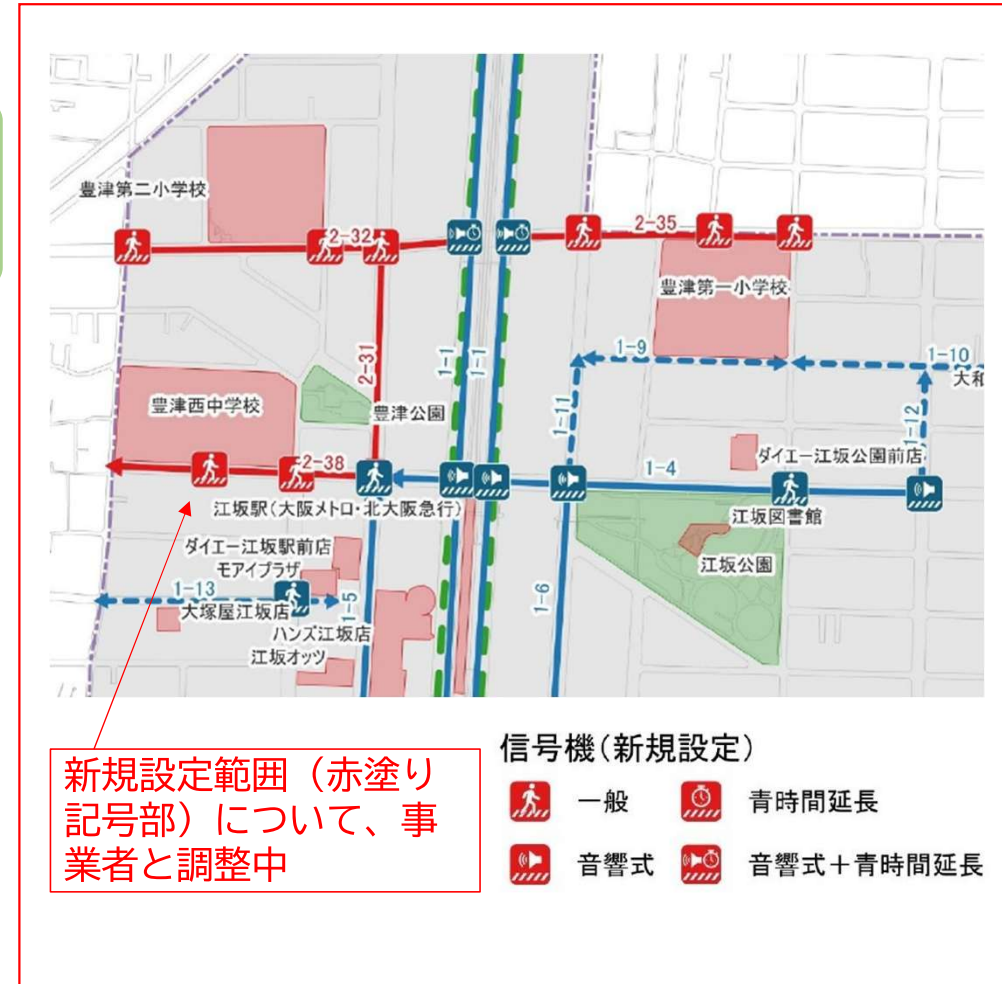 豊津第二小学校
2-32
2-35
豊津第一小学校
2-31
1-1
1-1
1-9
1-10
大和
1-11
1-12
豊津西中学校
豊津公園
2-38
1-4
ダイエー江坂公園前店
江坂駅(大阪メトロ・北大阪急行)
江坂図書館
ダイエー江坂駅前店
モアイプラザ
江坂公園
1-13
1-5
1-6
大塚屋江坂店
ハンズ江坂店
江坂オッツ
新規設定範囲（赤塗り
記号部）について、事
業者と調整中
信号機(新規設定)
一般
青時間延長
音響式
音響式＋青時間延長